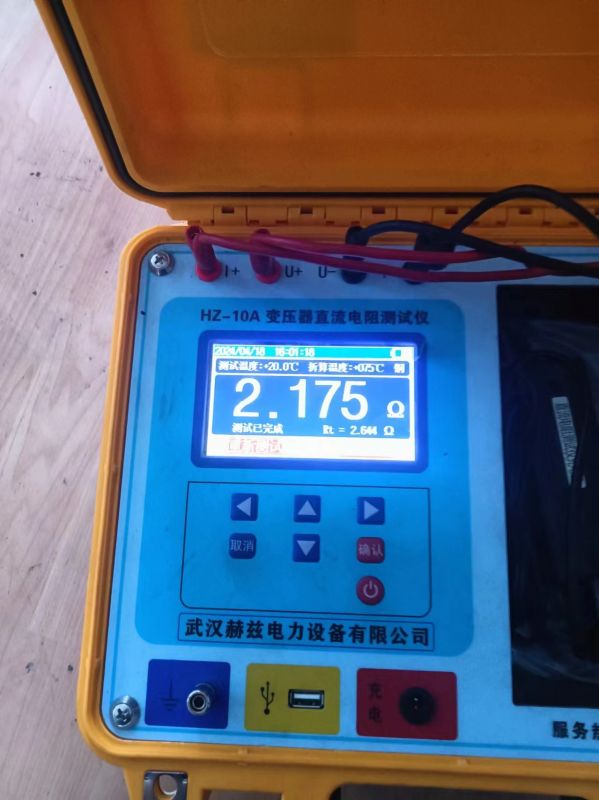 I+ U+ U-
HZ-10A 变压器直流电阻测试仪
2024/04/18 16:01:18
测试温度:+20.0℃ 折算温度:+075℃ 铜
2.175 Ω
测试已完成 Rt = 2.644 Ω
取消
确认
武汉赫兹电力设备有限公司
充电
服务热